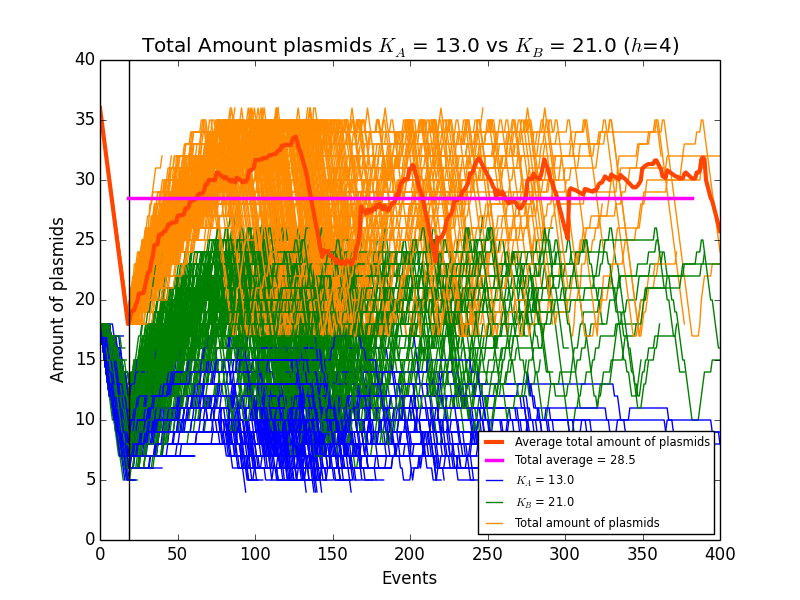 Total Amount plasmids K_A = 13.0 vs K_B = 21.0 (h=4)
40
35
30
25
20
15
10
5
0
Amount of plasmids
Average total amount of plasmids
Total average = 28.5
K_A = 13.0
K_B = 21.0
Total amount of plasmids
0 50 100 150 200 250 300 350 400
Events